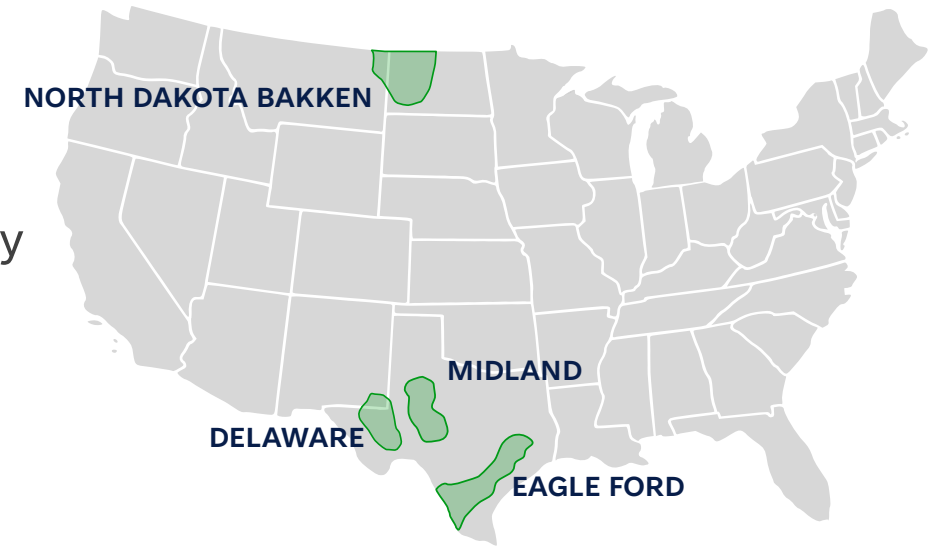 NORTH DAKOTA BAKKEN
y
MIDLAND
DELAWARE
EAGLE FORD